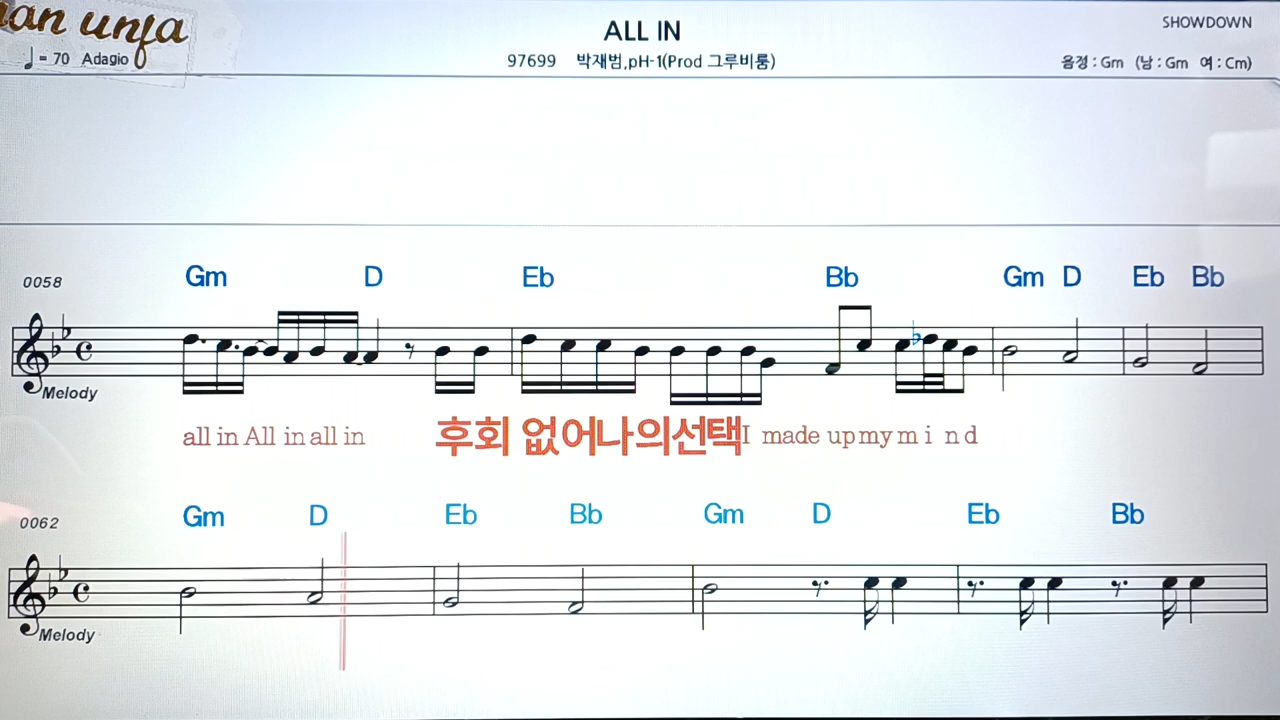 an unfa
ALL IN
SHOWDOWN
♩= 70 Adagio
97699 박재범,pH-1(Prod 그루비룸)
음정 : Gm (남 : Gm 여 : Cm)
0058 Gm D Eb Bb Gm D Eb Bb
Melody
all in All in all in 후회 없어나의선택 I made up my m i n d
0062 Gm D Eb Bb Gm D Eb Bb
Melody